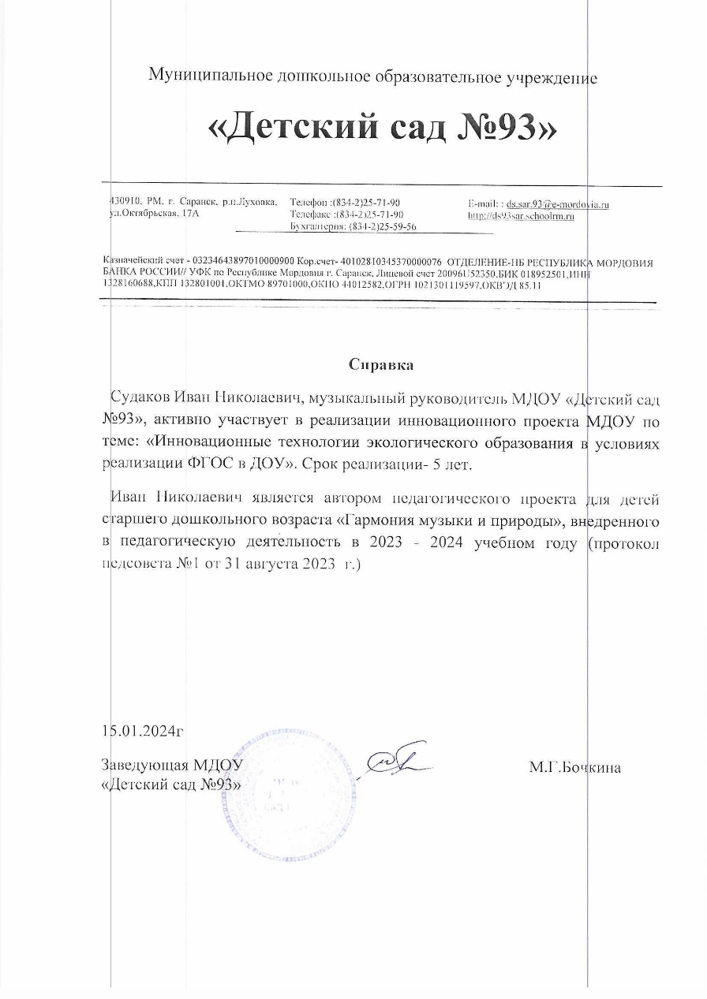 Муниципальное дошкольное образовательное учреждение
«Детский сад №93»
430910, РМ, г. Саранск, р.п.Луховка,
ул.Октябрьская, 17А
Телефон :(834-2)25-71-90
Телефакс :(834-2)25-71-90
Бухгалтерия: (834-2)25-59-56
E-mail: : ds.sar.93@e-mordovia.ru
http://ds93sar.schoolrm.ru
Казначейский счет - 03234643897010000900 Кор.счет- 40102810345370000076 ОТДЕЛЕНИЕ-НБ РЕСПУБЛИКА МОРДОВИЯ
БАНКА РОССИИ// УФК по Республике Мордовия г. Саранск, Лицевой счет 20096U52350,БИК 018952501,ИНН
1328160688,КПП 132801001,ОКТМО 89701000,ОКПО 44012582,ОГРН 1021301119597,ОКВЭД 85.11
Справка
Судаков Иван Николаевич, музыкальный руководитель МДОУ «Детский сад
№93», активно участвует в реализации инновационного проекта МДОУ по
теме: «Инновационные технологии экологического образования в условиях
реализации ФГОС в ДОУ». Срок реализации- 5 лет.
Иван Николаевич является автором педагогического проекта для детей
старшего дошкольного возраста «Гармония музыки и природы», внедренного
в педагогическую деятельность в 2023 - 2024 учебном году (протокол
педсовета №1 от 31 августа 2023 г.)
15.01.2024г
Заведующая МДОУ
«Детский сад №93»
М.Г.Бочкина